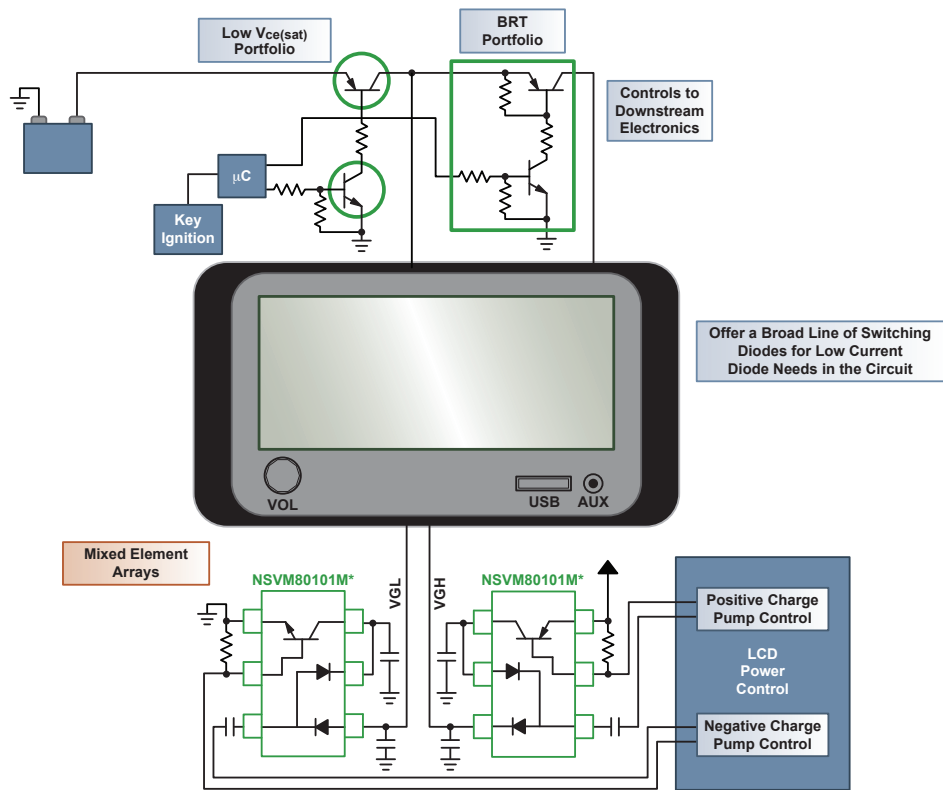 Low Vce(sat)
Portfolio
BRT
Portfolio
Controls to
Downstream
Electronics
μC
Key
Ignition
Offer a Broad Line of Switching
Diodes for Low Current
Diode Needs in the Circuit
VOL
USB
AUX
Mixed Element
Arrays
NSVM80101M*
VGL
VGH
NSVM80101M*
Positive Charge
Pump Control
LCD
Power
Control
Negative Charge
Pump Control